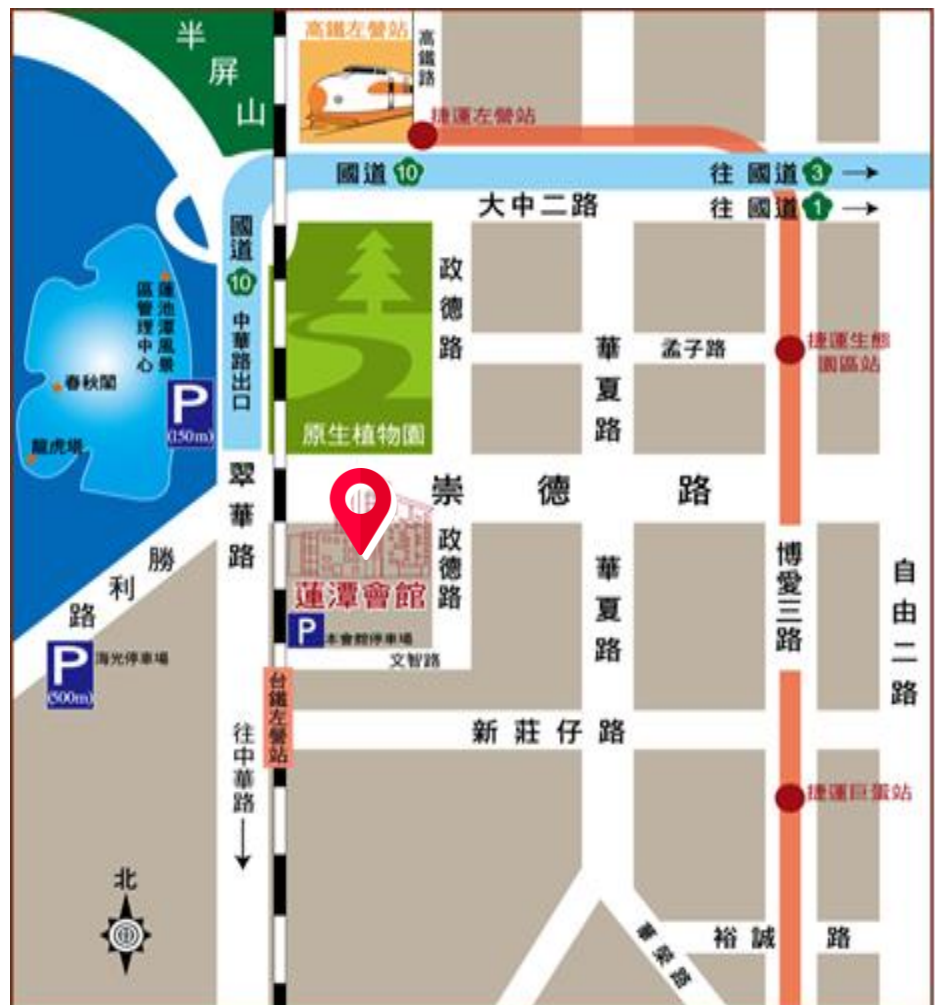 半屏山
高鐵左營站
高鐵路
捷運左營站
國道 10
往 國道 3
大中二路
往 國道 1
國道 10 中華路出口
政德路
華夏路
孟子路
捷運生態
園區站
蓮池潭風景
區管理中心
春秋閣
P
(150m)
龍虎塔
原生植物園
翠華路
崇德路
勝利路
政德路
華夏路
博愛三路
自由二路
蓮潭會館
P 本會館停車場
文智路
P 海光停車場
(500m)
台鐵左營站
新莊仔路
往中華路
捷運巨蛋站
北
裕誠路
華榮路